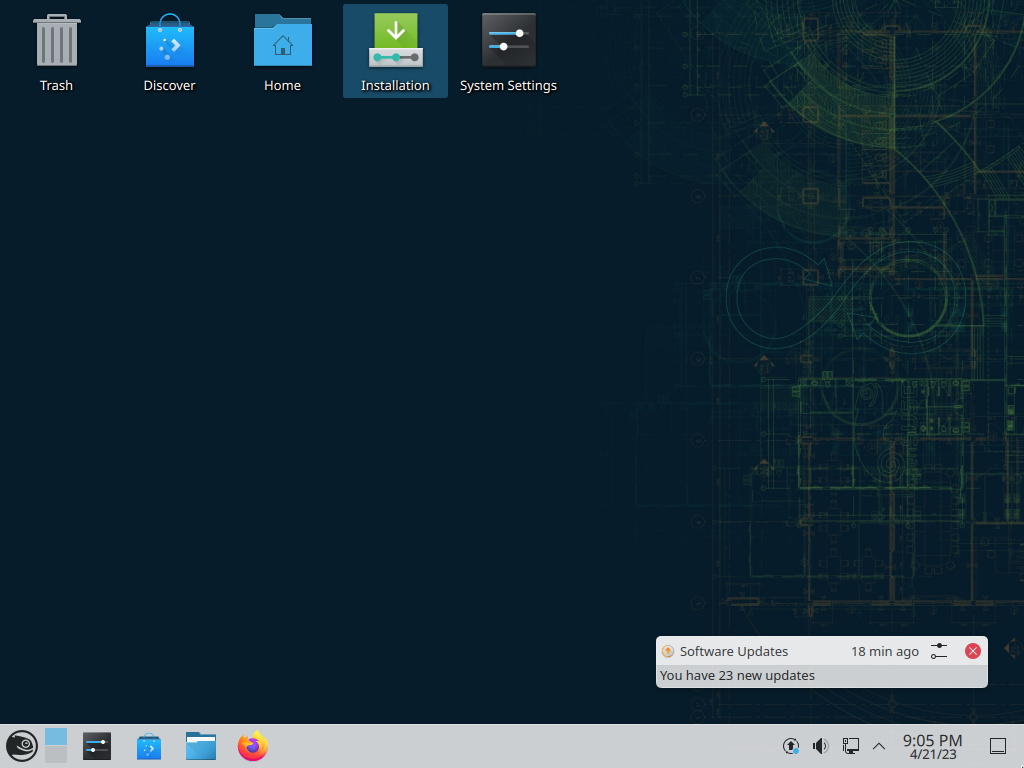 Trash
Discover
Home
Installation
System Settings
Software Updates 18 min ago
You have 23 new updates
9:05 PM
4/21/23